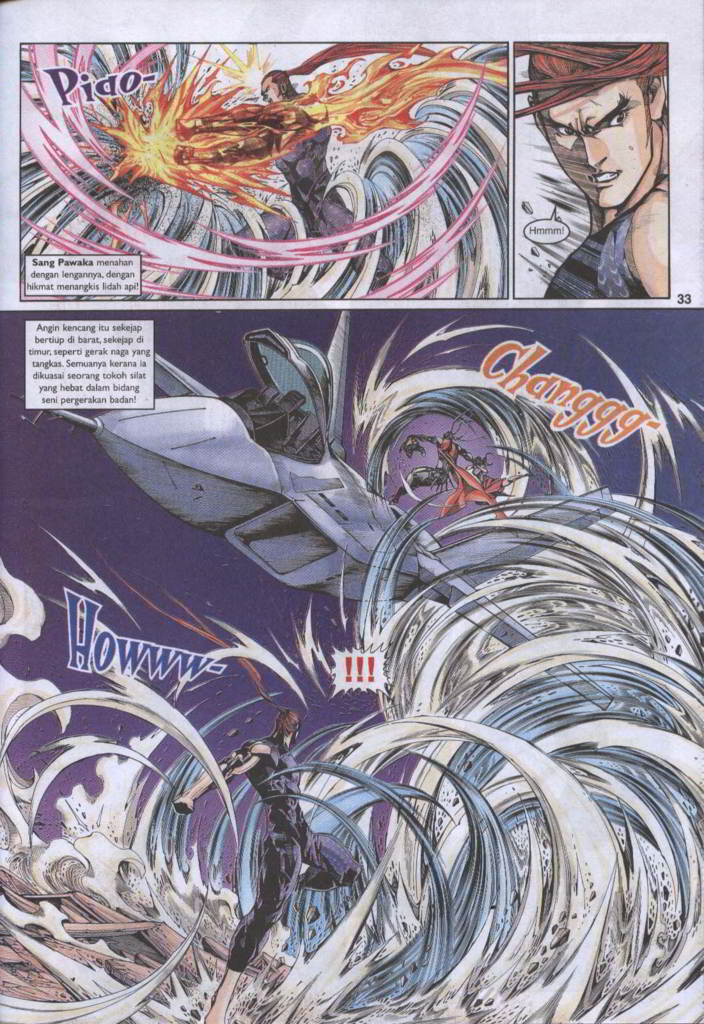 Piao-
Sang Pawaka menahan
dengan lengannya, dengan
hikmat menangkis lidah api!
Hmmm!
33
Angin kencang itu sekejap
bertiup di barat, sekejap di
timur, seperti gerak naga yang
tangkas. Semuanya kerana ia
dikuasai seorang tokoh silat
yang hebat dalam bidang
seni pergerakan badan!
Changgg-
Howww-
!!!